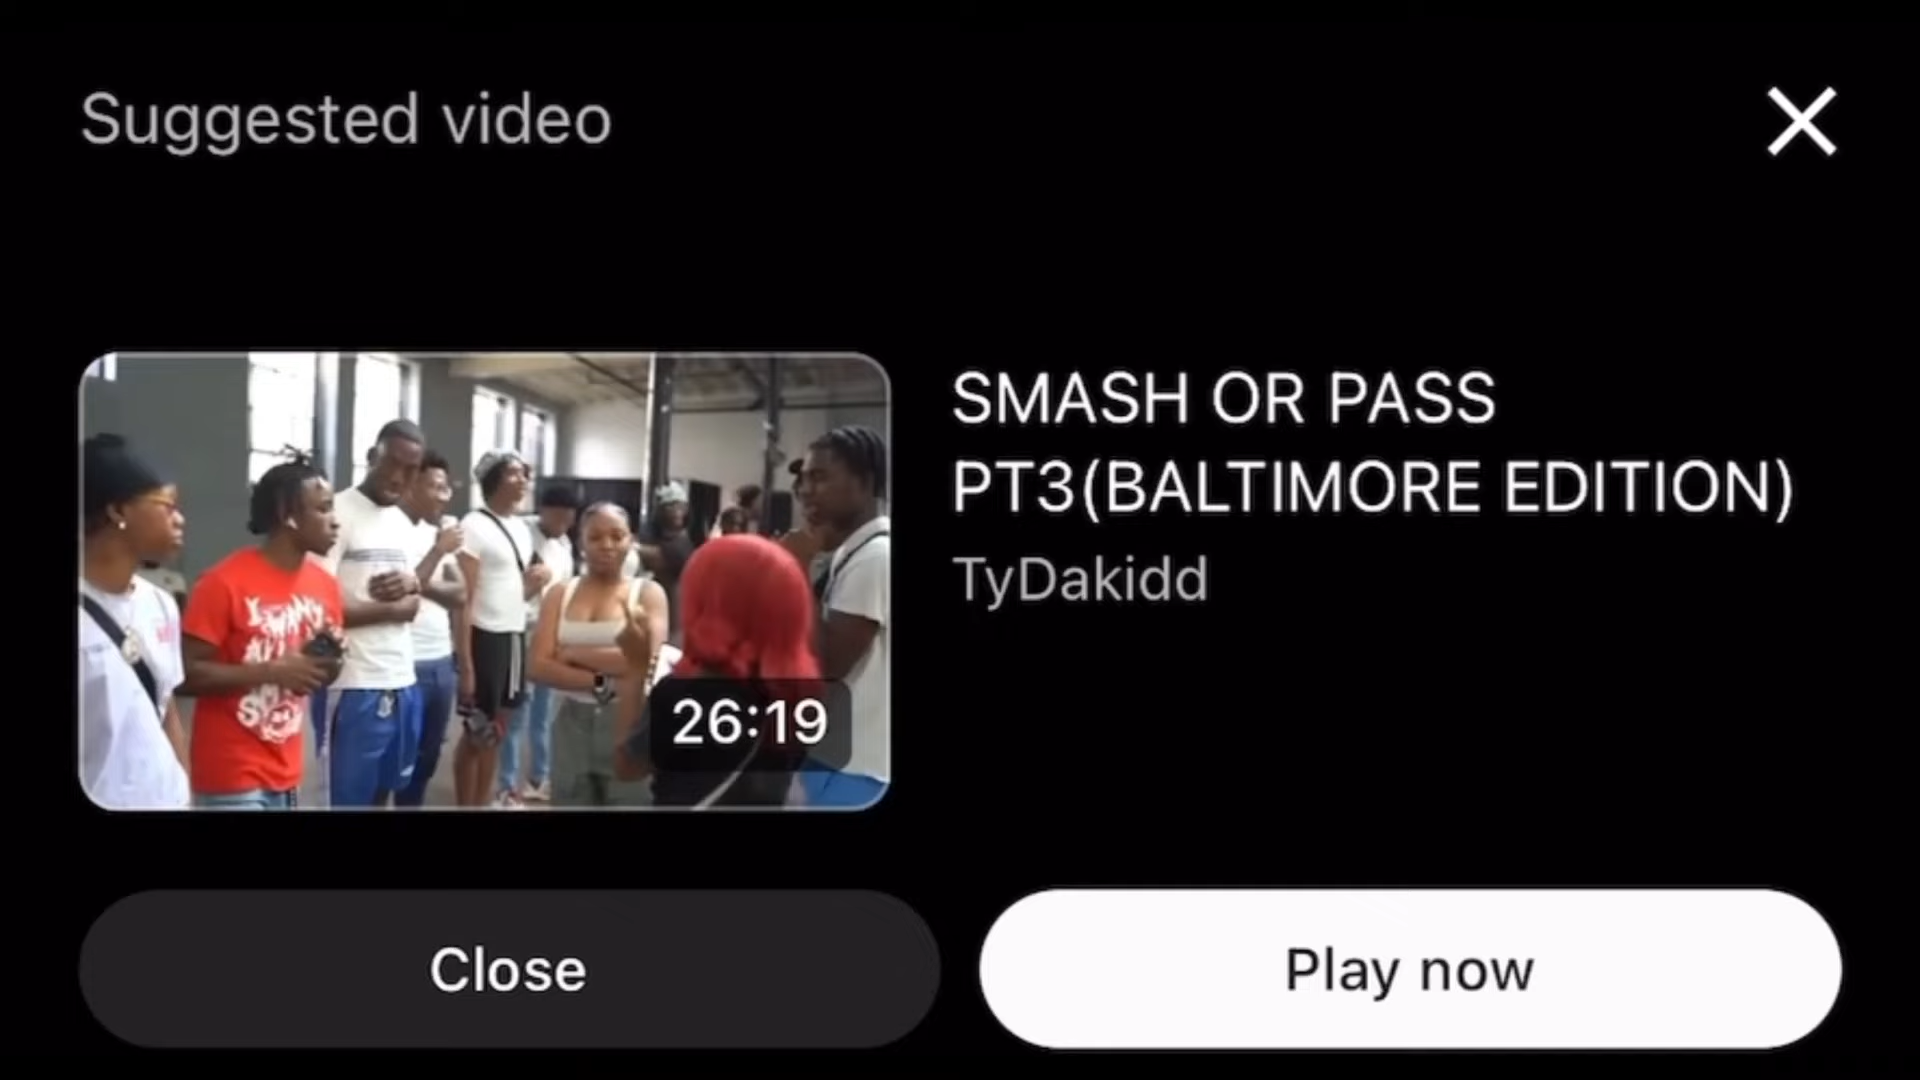 Suggested video
SMASH OR PASS
PT3(BALTIMORE EDITION)
TyDakidd
26:19
Close
Play now